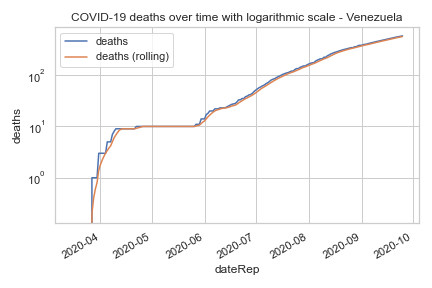 COVID-19 deaths over time with logarithmic scale - Venezuela
deaths
deaths (rolling)
10²
10¹
10⁰
deaths
2020-04
2020-05
2020-06
2020-07
2020-08
2020-09
2020-10
dateRep